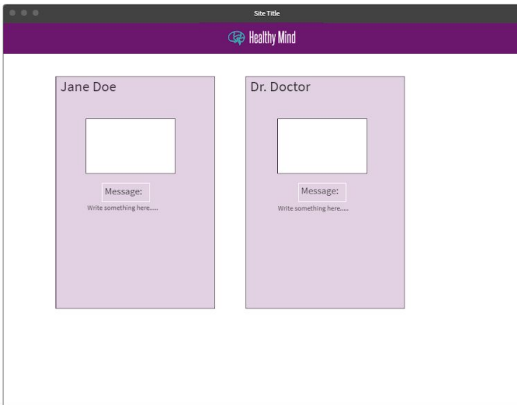 Site Title
Healthy Mind
Jane Doe
Message:
Write something here.....
Dr. Doctor
Message:
Write something here.....